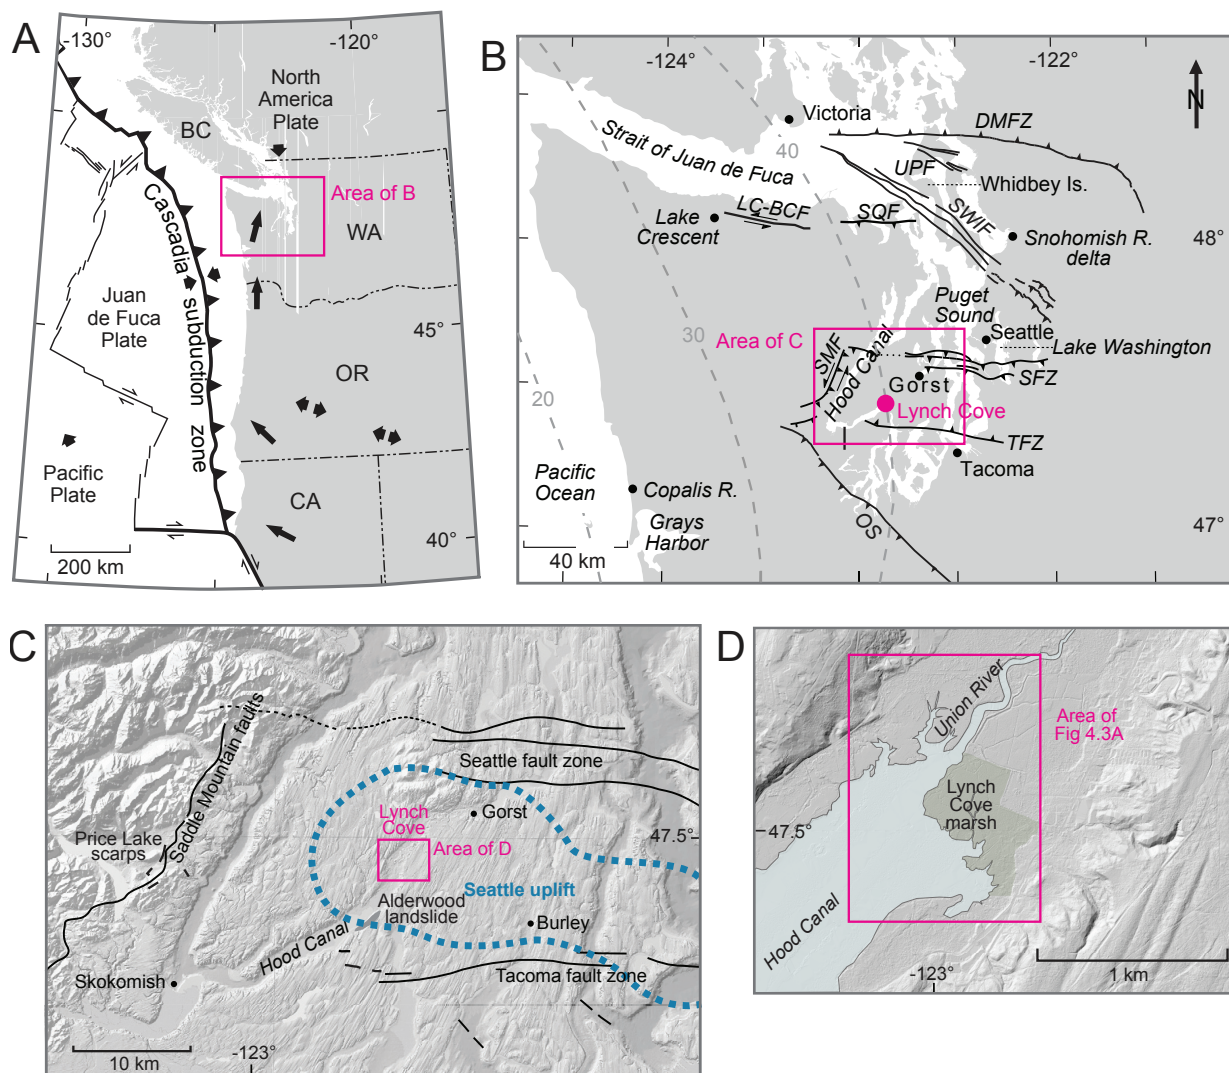 A
-130°
-120°
North
America
Plate
BC
Area of B
WA
Cascadia subduction zone
Juan
de Fuca
Plate
45°
OR
Pacific
Plate
CA
40°
200 km
B
-124°
-122°
N
Victoria
DMFZ
40
Strait of Juan de Fuca
UPF
Whidbey Is.
LC-BCF
SQF
SWIF
Lake
Crescent
Snohomish R.
delta
48°
Puget
Sound
30
Area of C
Seattle
SMF
Hood Canal
Lake Washington
Gorst
SFZ
20
Lynch Cove
TFZ
Tacoma
Pacific
Ocean
Copalis R.
OS
Grays
Harbor
47°
40 km
C
Saddle Mountain faults
Seattle fault zone
Lynch
Cove
Gorst
Price Lake
scarps
Area of D
47.5°
Seattle uplift
Alderwood
landslide
Burley
Hood Canal
Skokomish
Tacoma fault zone
10 km
-123°
D
Union River
Area of
Fig 4.3A
Lynch
Cove
marsh
47.5°
Hood Canal
-123°
1 km